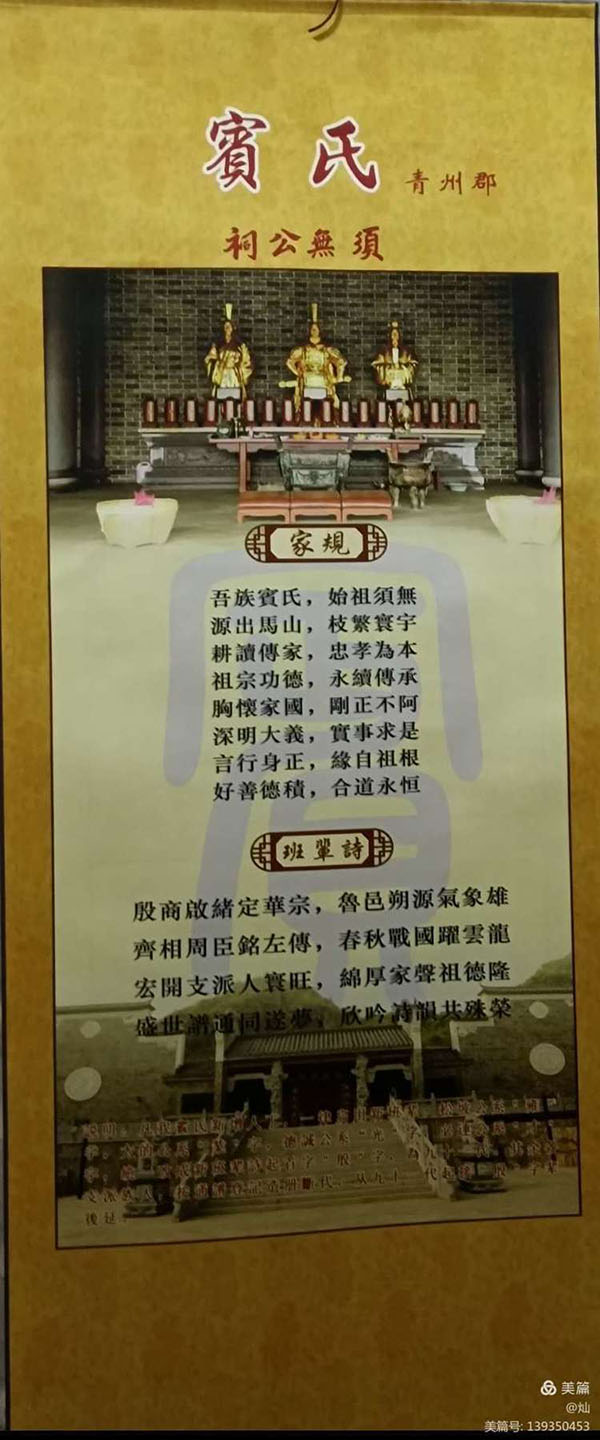 賓氏 青州郡
祠公無須
家規
吾族賓氏，始祖須無
源出馬山，枝繁寰宇
耕讀傳家，忠孝為本
祖宗功德，永續傳承
胸懷家國，剛正不阿
深明大義，實事求是
言行身正，緣自祖根
好善德積，合道永恒
班輩詩
殷商啟緒定華宗，魯邑朔源氣象雄
齊相周臣銘左傳，春秋戰國躍雲龍
宏開支派人寰旺，綿厚家聲祖德隆
盛世譜通同遂夢，欣吟詩韻共殊榮
後延。
美篇
@灿
美篇号: 139350453